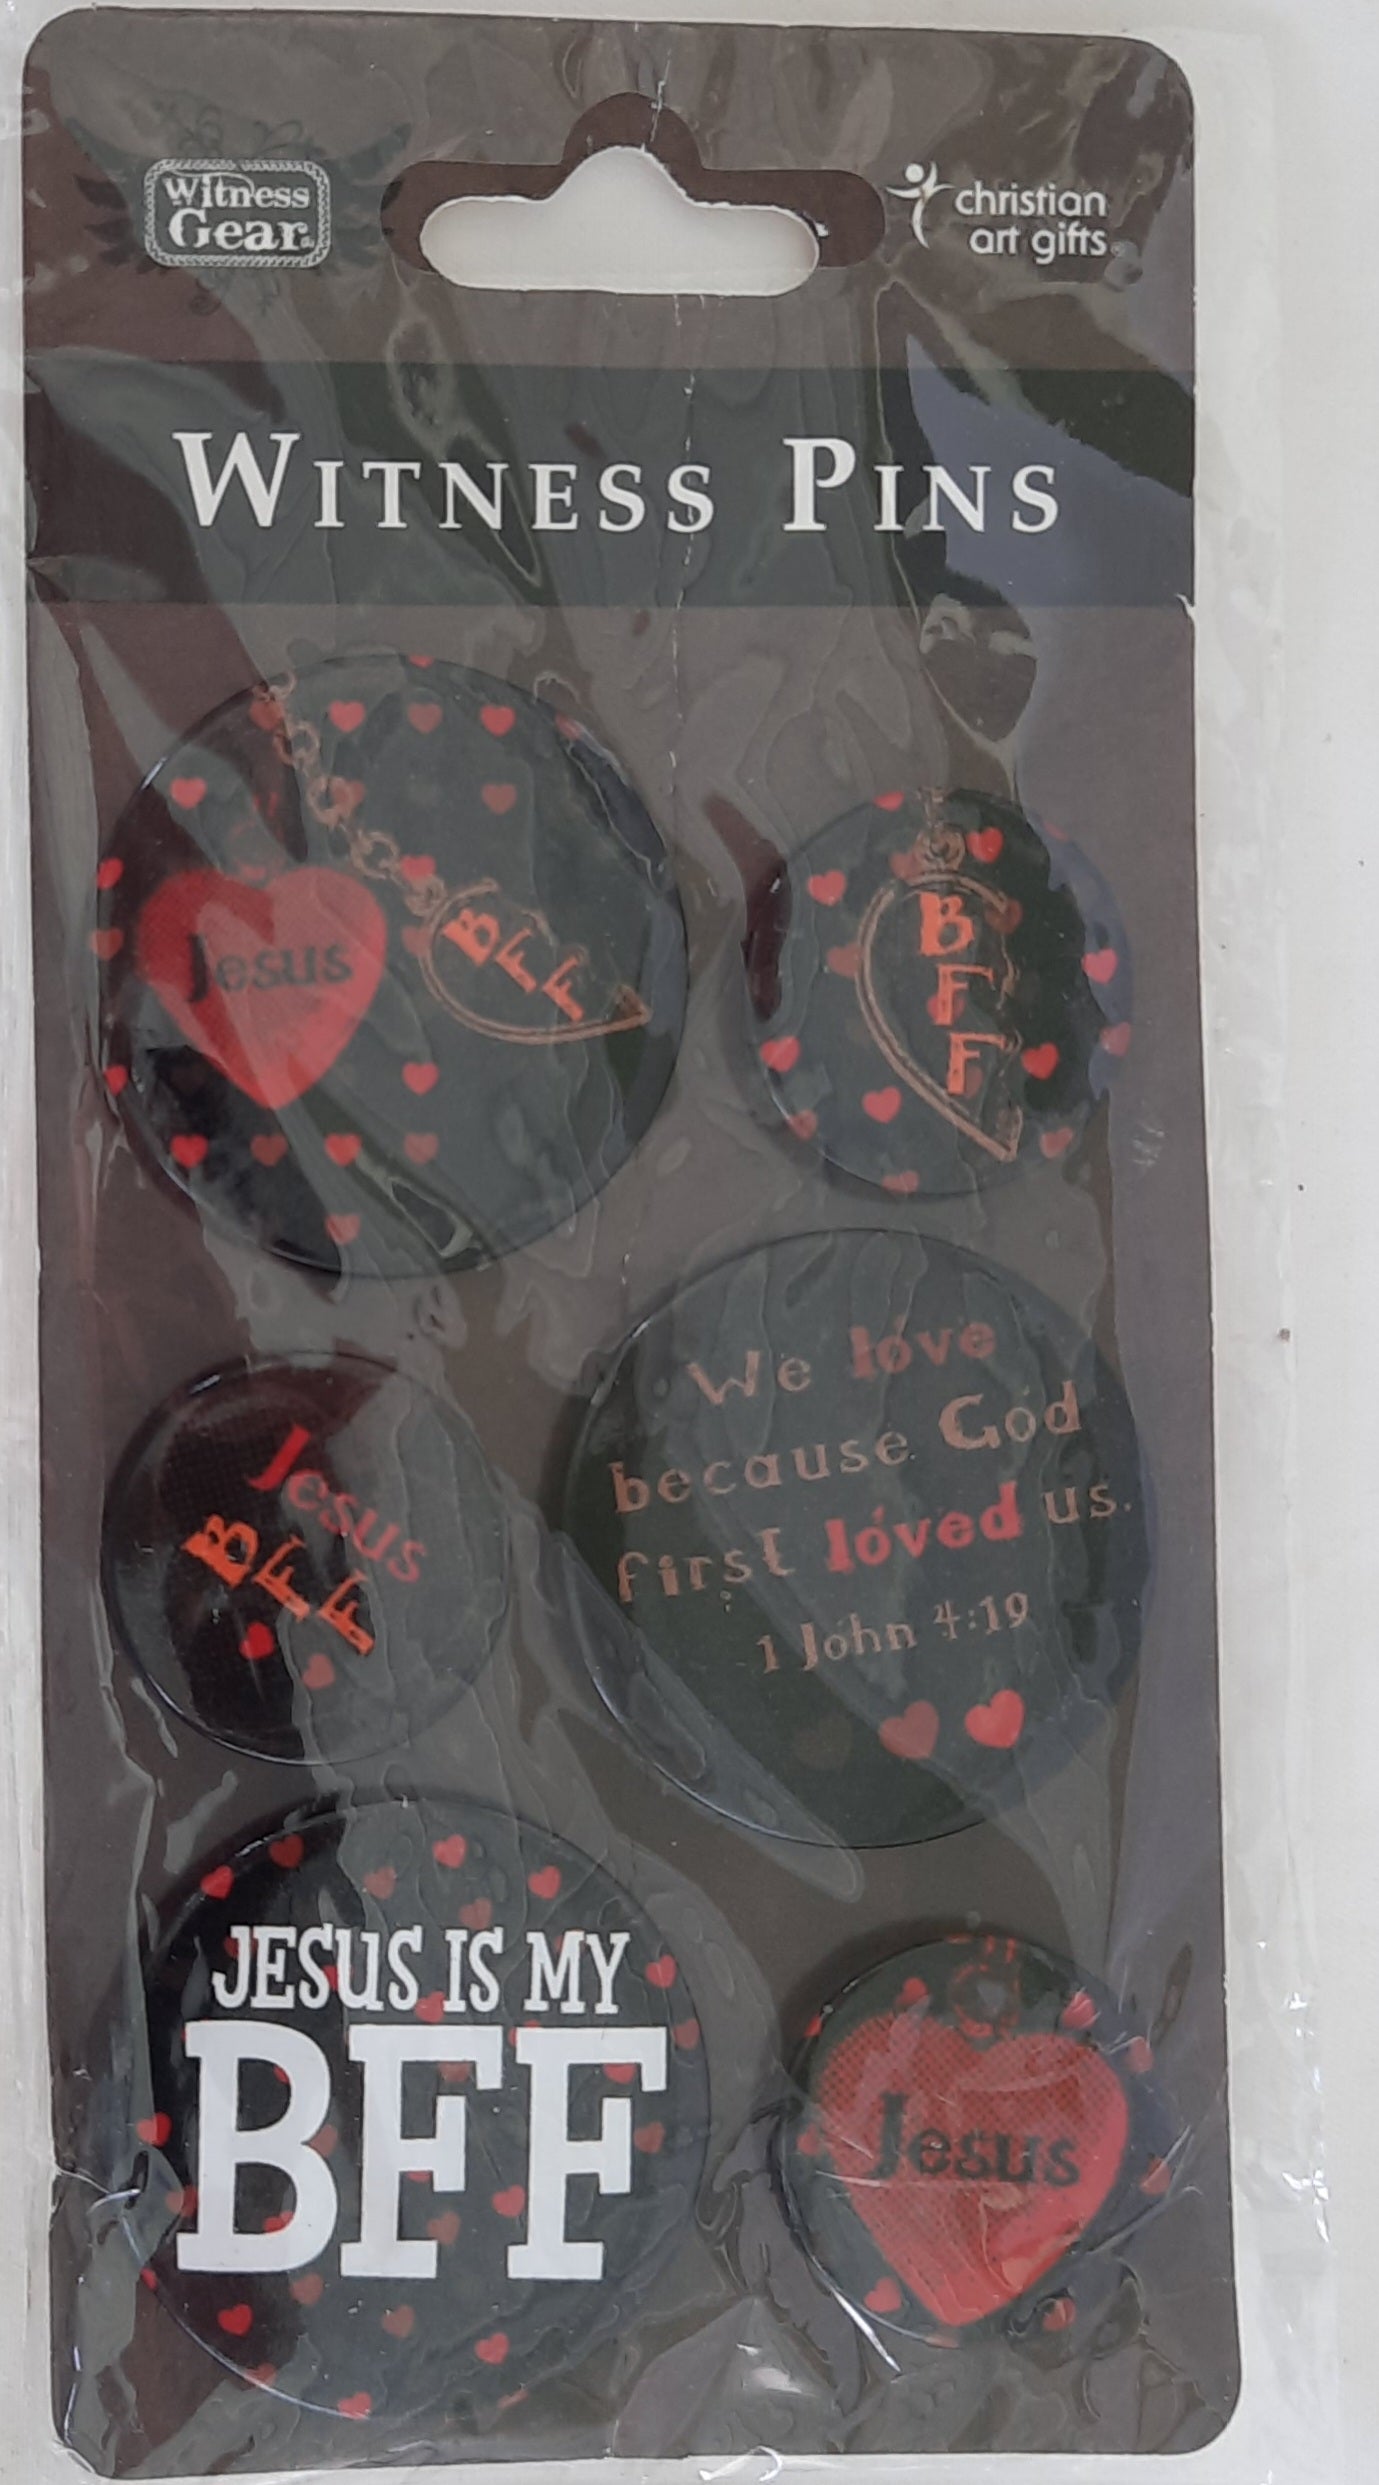 Witness
Gear
christian
art gifts
WITNESS PINS
Jesus
BFF
B
F
F
Jesus
BFF
We love
because God
first loved us.
1 John 4:19
JESUS IS MY
BFF
Jesus